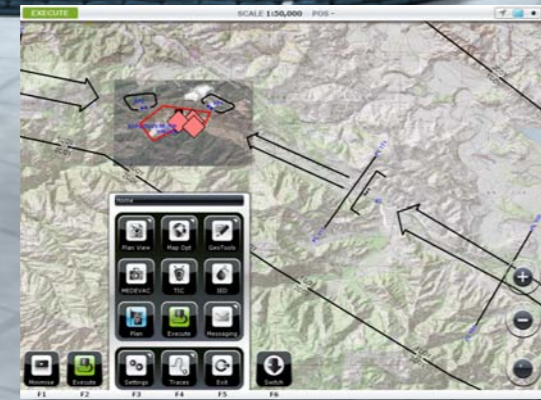 EXECUTE
SCALE 1:50,000 POS -
Home
Plan View
Map Opt
GeoTools
MEDEVAC
TIC
IED
Plan
Execute
Messaging
Minimise
Execute
Settings
Traces
Exit
Switch
F1
F2
F3
F4
F5
F6